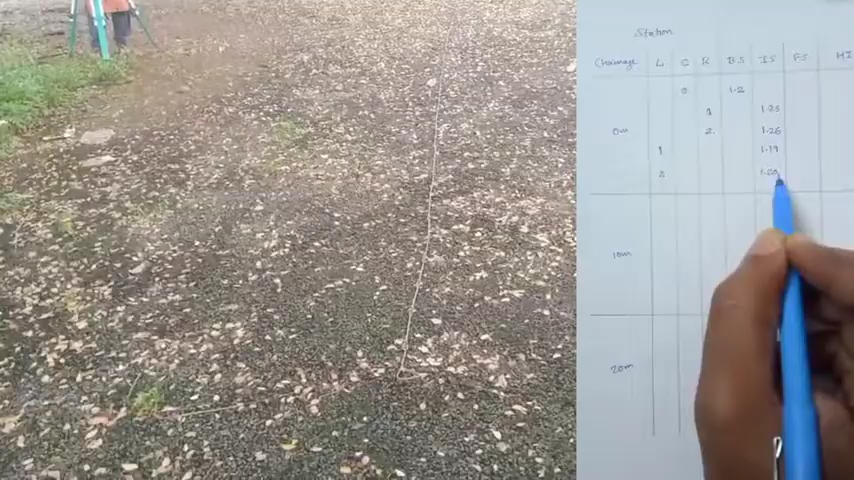 Station
Chainage L C R B.S I.S F.S HI
0 1.2
1 1.25
0m 2 1.26
1 1.19
2
10m
20m